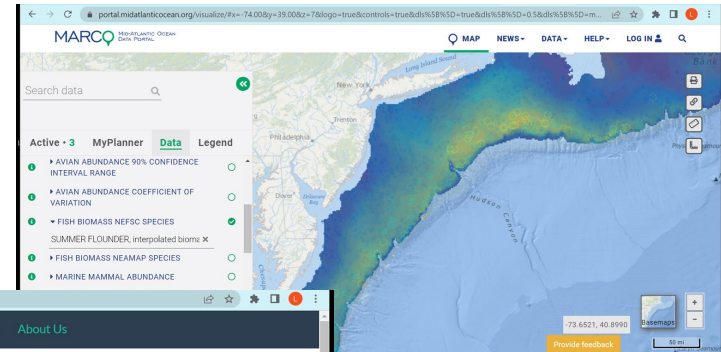 portal.midatlanticocean.org/visualize/#x=-74.00&y=39.00&z=7&logo=true&controls=true&dls%5B%5D=true&dls%5B%5D=0.5&dls%5B%5D=m...
L
MARCO MID-ATLANTIC OCEAN
DATA PORTAL
MAP NEWS DATA HELP LOG IN
Search data
Active • 3 MyPlanner Data Legend
AVIAN ABUNDANCE 90% CONFIDENCE
INTERVAL RANGE
AVIAN ABUNDANCE COEFFICIENT OF
VARIATION
FISH BIOMASS NEFSC SPECIES
SUMMER FLOUNDER, interpolated bioma ×
FISH BIOMASS NEAMAP SPECIES
MARINE MAMMAL ABUNDANCE
Long Island Sound
New York
Trenton
Philadelphia
Dover
Delaware
Bay
Hudson
Canyon
Bank
-73.6521, 40.8990
Basemaps
+
−
Provide feedback
50 mi
L
About Us